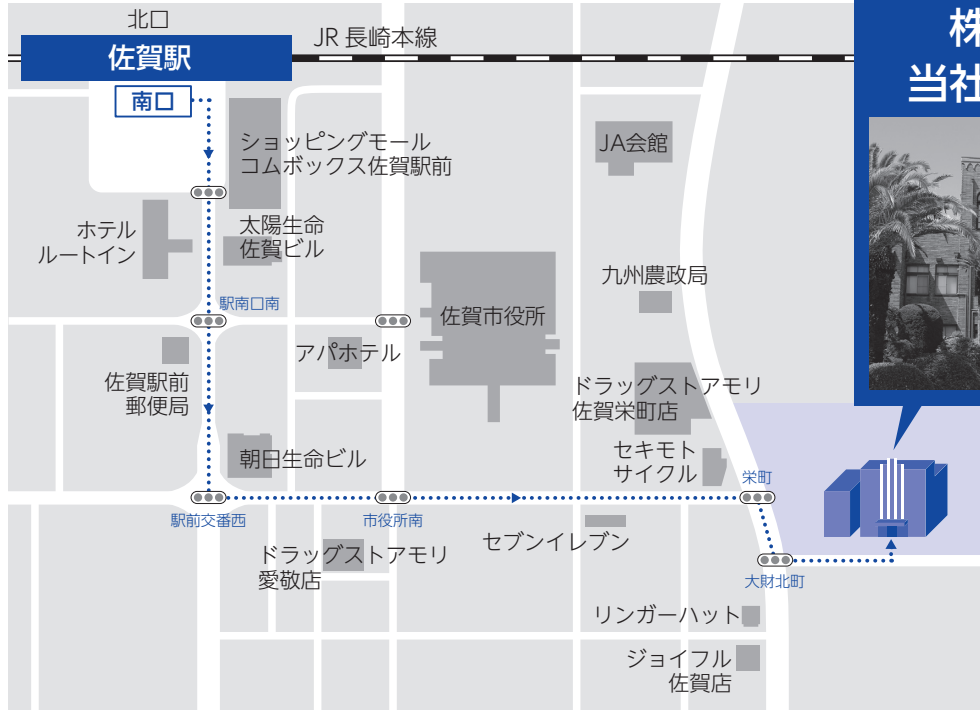 北口
佐賀駅
南口
JR 長崎本線
株
当社
ショッピングモール
コムボックス佐賀駅前
JA会館
ホテル
ルートイン
太陽生命
佐賀ビル
九州農政局
駅南口南
佐賀市役所
アパホテル
佐賀駅前
郵便局
ドラッグストアモリ
佐賀栄町店
朝日生命ビル
セキモト
サイクル
栄町
駅前交番西
市役所南
セブンイレブン
ドラッグストアモリ
愛敬店
大財北町
リンガーハット
ジョイフル
佐賀店